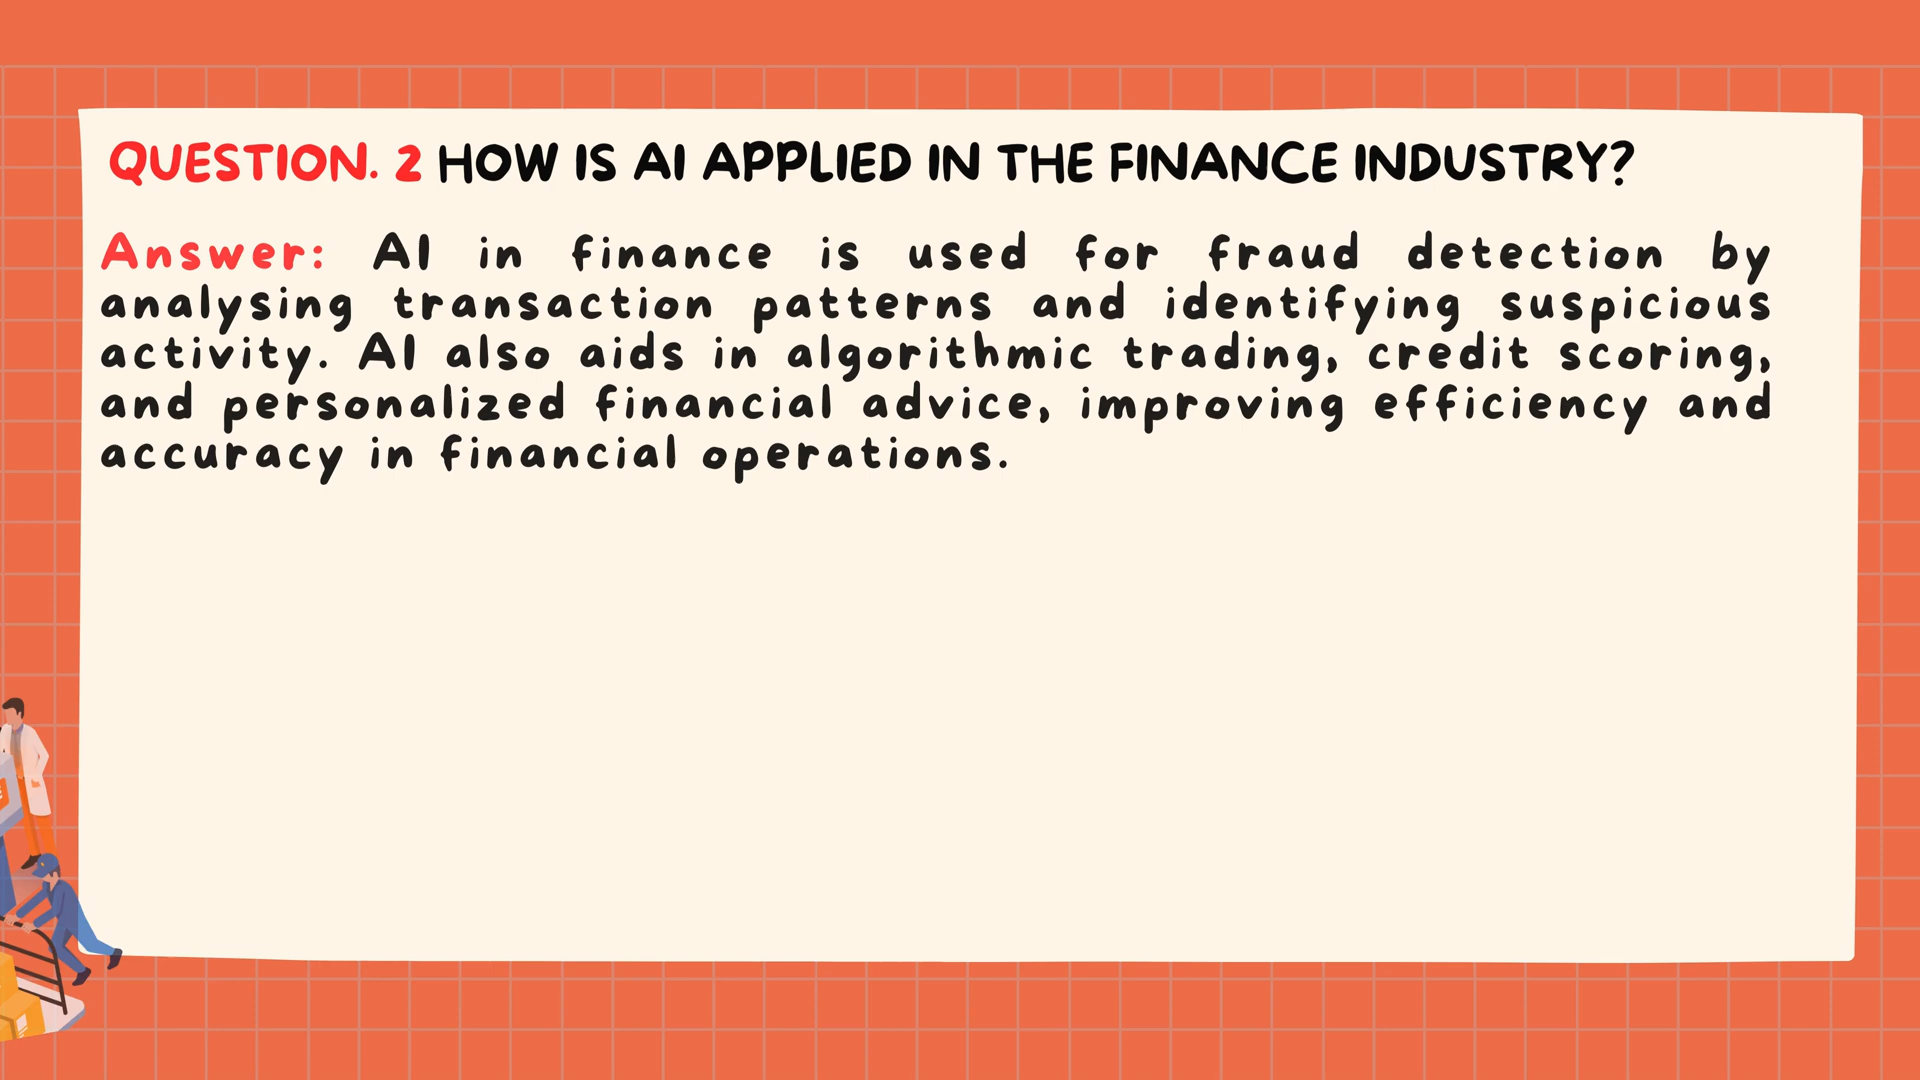 QUESTION. 2 HOW IS AI APPLIED IN THE FINANCE INDUSTRY?
Answer: AI in finance is used for fraud detection by
analysing transaction patterns and identifying suspicious
activity. AI also aids in algorithmic trading, credit scoring,
and personalized financial advice, improving efficiency and
accuracy in financial operations.